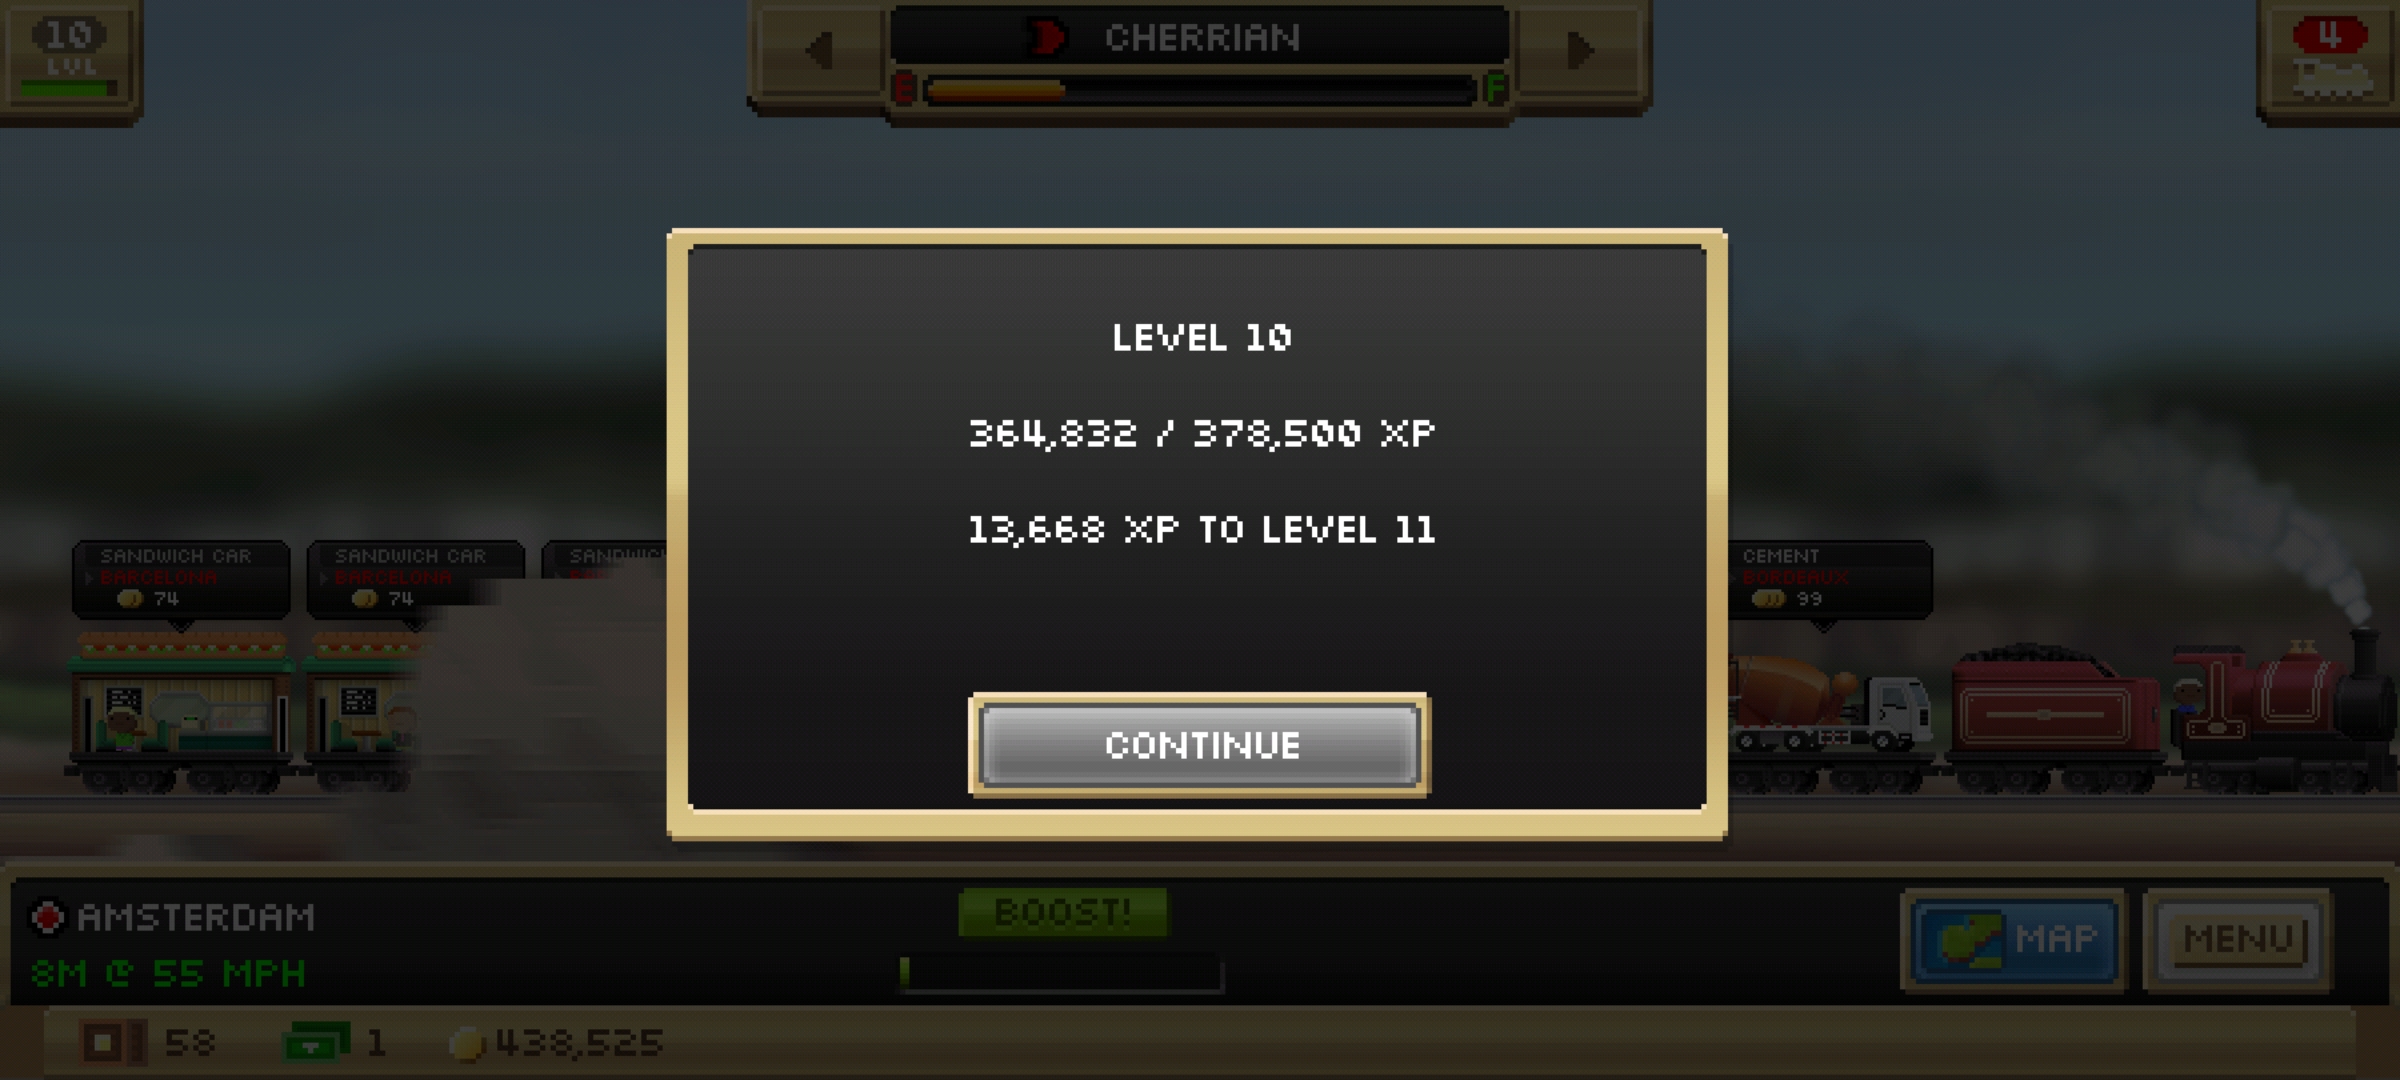 10
LVL
CHERRIAN
E
F
4
LEVEL 10
364,832 / 378,500 XP
13,668 XP TO LEVEL 11
CONTINUE
SANDWICH CAR
BARCELONA
74
SANDWICH CAR
BARCELONA
74
CEMENT
BORDEAUX
99
AMSTERDAM
8M @ 55 MPH
BOOST!
MAP
MENU
58
1
438,525